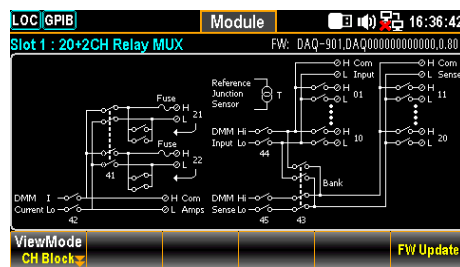 LOC GPIB Module 16:36:42
Slot 1 : 20+2CH Relay MUX FW: DAQ-901,DAQ000000000000,0.80
H Com H Com
L Input L Sense
Reference
Junction T
Sensor
H 01 H 11
L L
Fuse
H 21
L
DMM Hi H 10 H 20
Input Lo L L
44
Fuse
H 22
L
41
Bank
DMM I H Com DMM Hi
Current Lo L Amps Sense Lo
42 45 43
ViewMode
CH Block FW Update